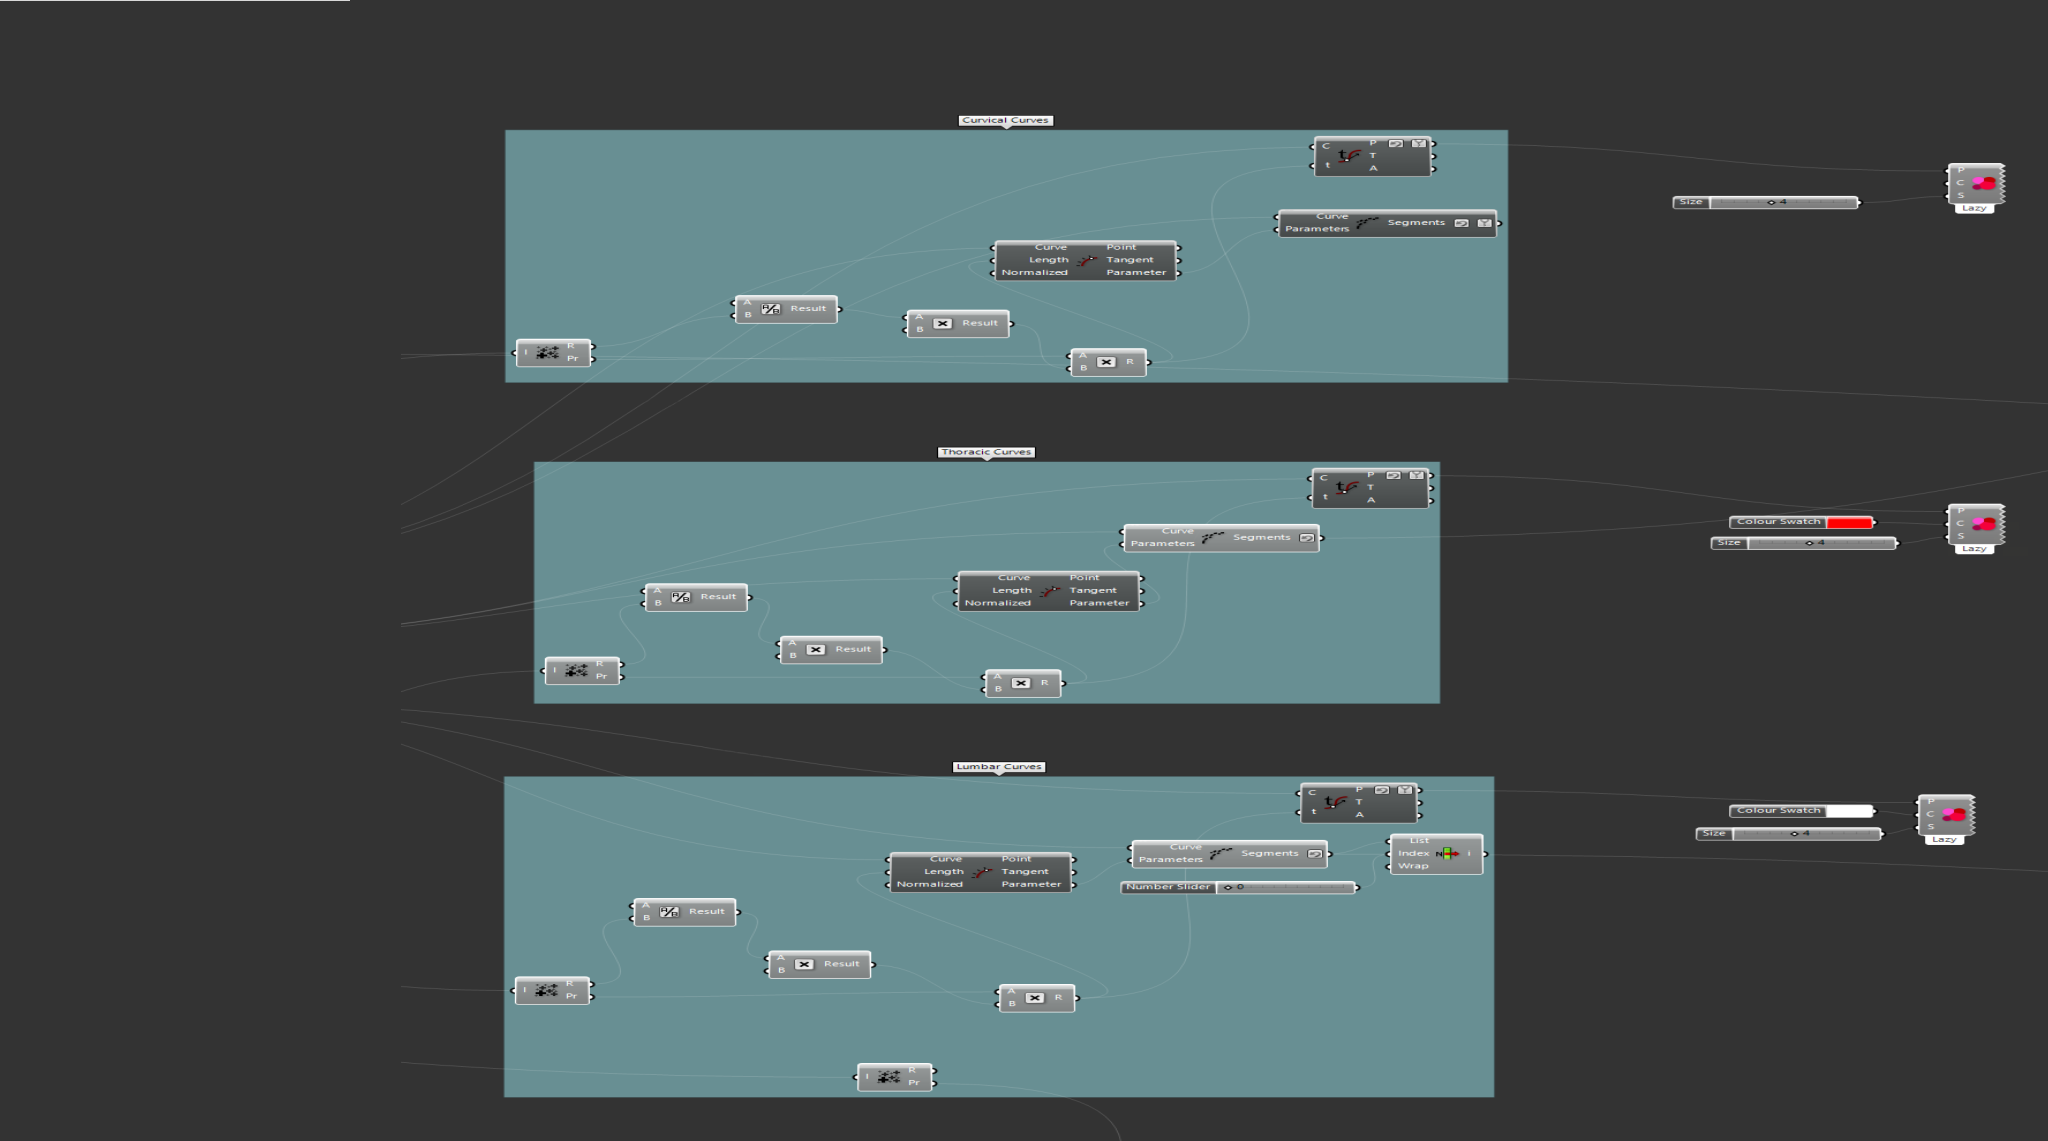 Curvical Curves
C P
T
t A
Size 4
P
C
S
Lazy
Curve Segments
Parameters
Curve Point
Length Tangent
Normalized Parameter
A Result
B
A Result
B
I R
Pr
A R
B
Thoracic Curves
C P
T
t A
Colour Swatch
Size 4
P
C
S
Lazy
Curve Segments
Parameters
Curve Point
Length Tangent
Normalized Parameter
A Result
B
A Result
B
I R
Pr
A R
B
Lumbar Curves
C P
T
t A
Colour Swatch
Size 4
P
C
S
Lazy
Curve Segments
Parameters
List
Index N i
Wrap
Number Slider 0
Curve Point
Length Tangent
Normalized Parameter
A Result
B
A Result
B
I R
Pr
A R
B
I R
Pr